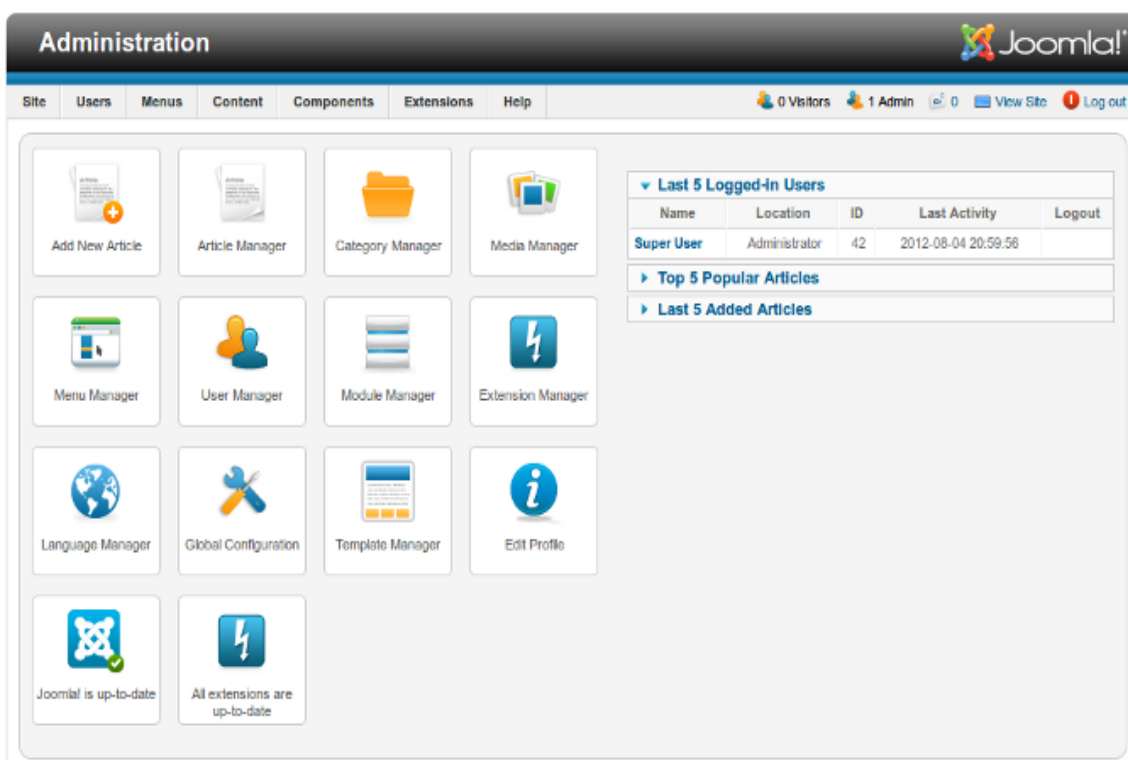 Administration
Joomla!
Site Users Menus Content Components Extensions Help
0 Visitors 1 Admin 0 View Site Log out
Add New Article
Article Manager
Category Manager
Media Manager
Menu Manager
User Manager
Module Manager
Extension Manager
Language Manager
Global Configuration
Template Manager
Edit Profile
Joomla! is up-to-date
All extensions are
up-to-date
Last 5 Logged-in Users
Name Location ID Last Activity Logout
Super User Administrator 42 2012-08-04 20:59:56
Top 5 Popular Articles
Last 5 Added Articles